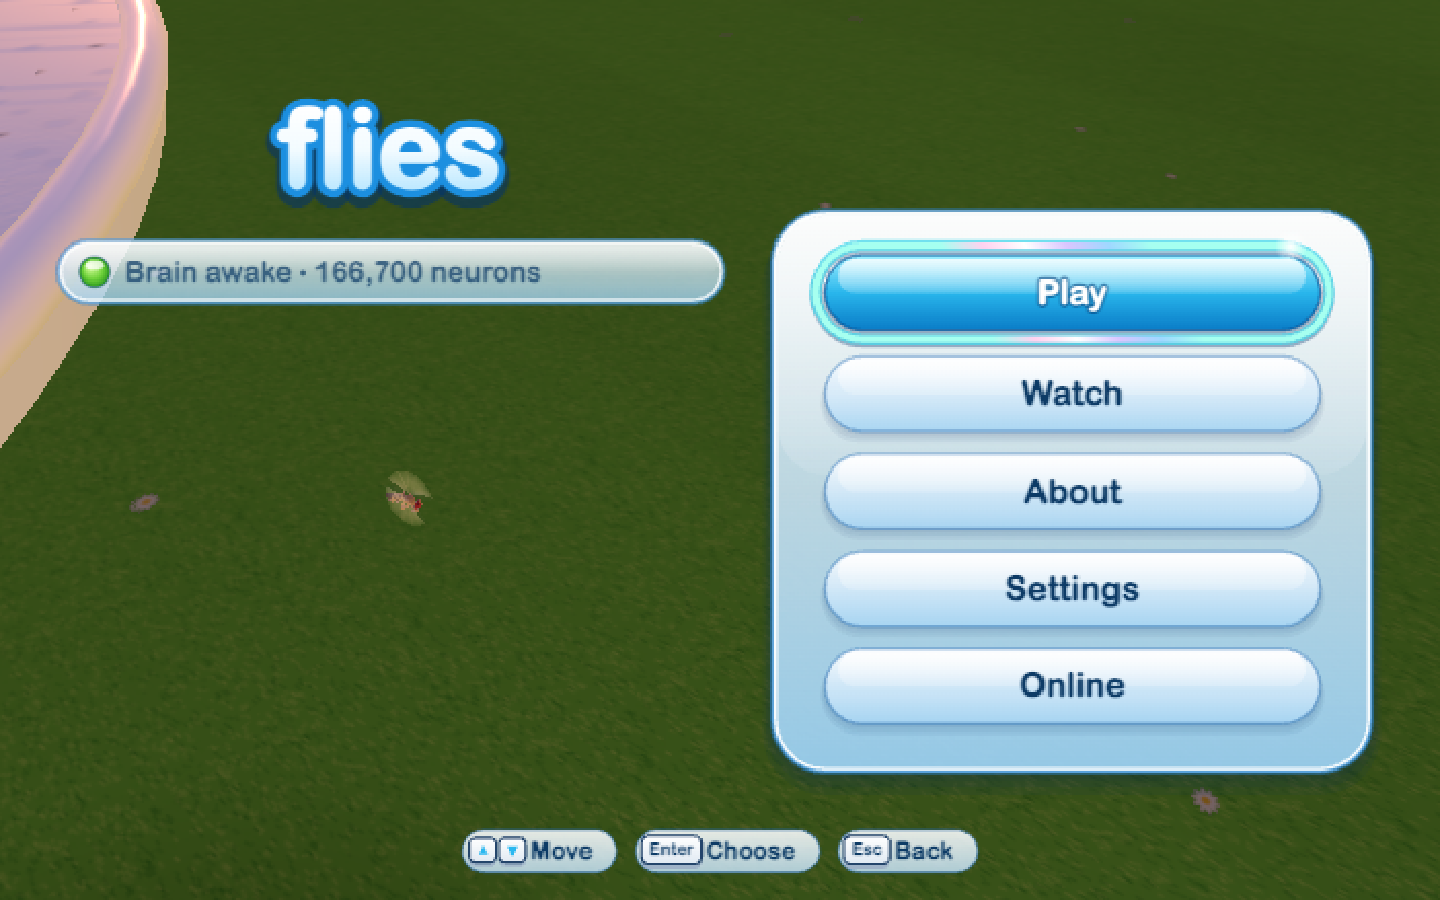 flies
Brain awake · 166,700 neurons
Play
Watch
About
Settings
Online
▲ ▼ Move
Enter Choose
Esc Back